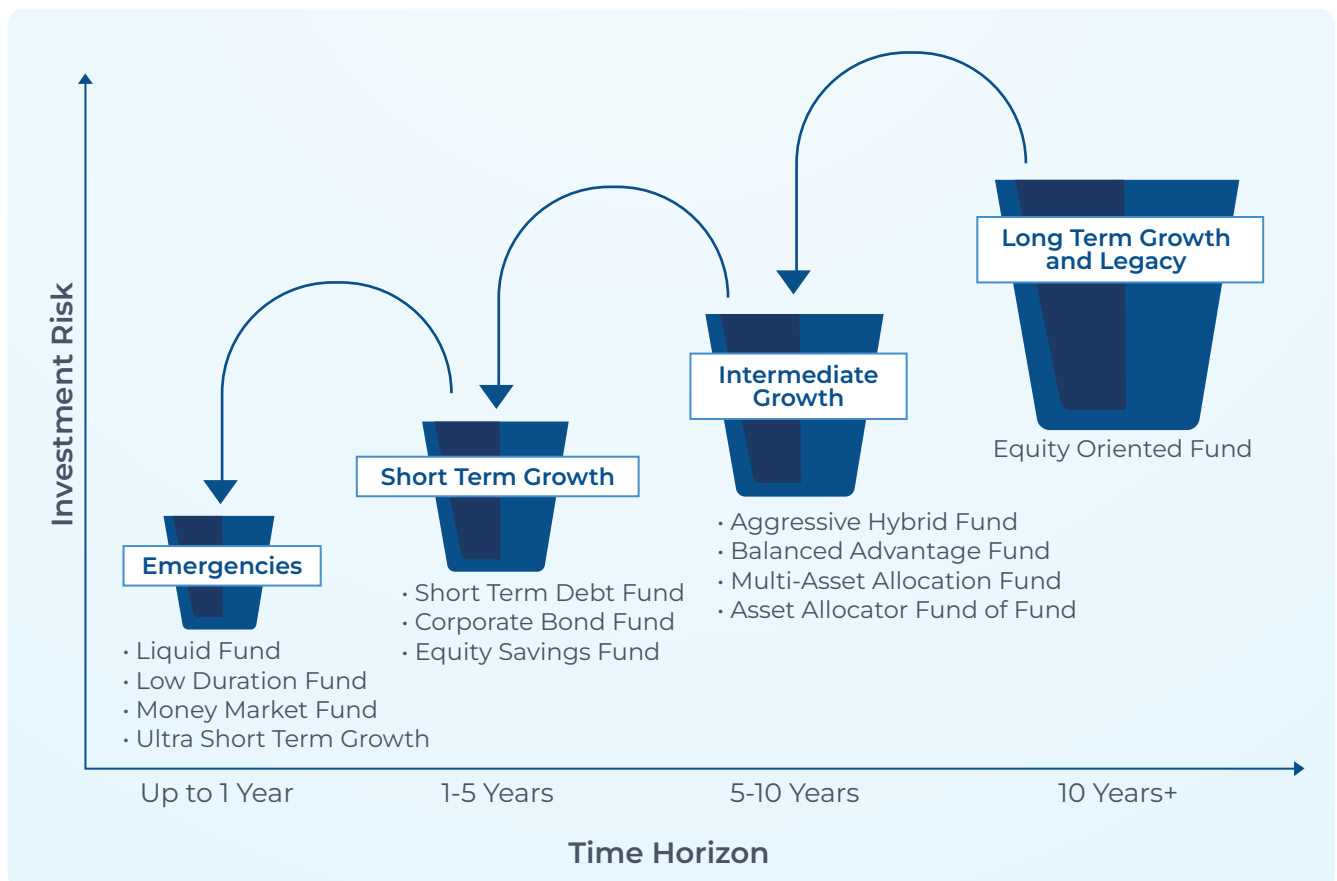 Investment Risk
Long Term Growth
and Legacy
Equity Oriented Fund
Intermediate
Growth
• Aggressive Hybrid Fund
• Balanced Advantage Fund
• Multi-Asset Allocation Fund
• Asset Allocator Fund of Fund
Short Term Growth
• Short Term Debt Fund
• Corporate Bond Fund
• Equity Savings Fund
Emergencies
• Liquid Fund
• Low Duration Fund
• Money Market Fund
• Ultra Short Term Growth
Up to 1 Year
1-5 Years
5-10 Years
10 Years+
Time Horizon